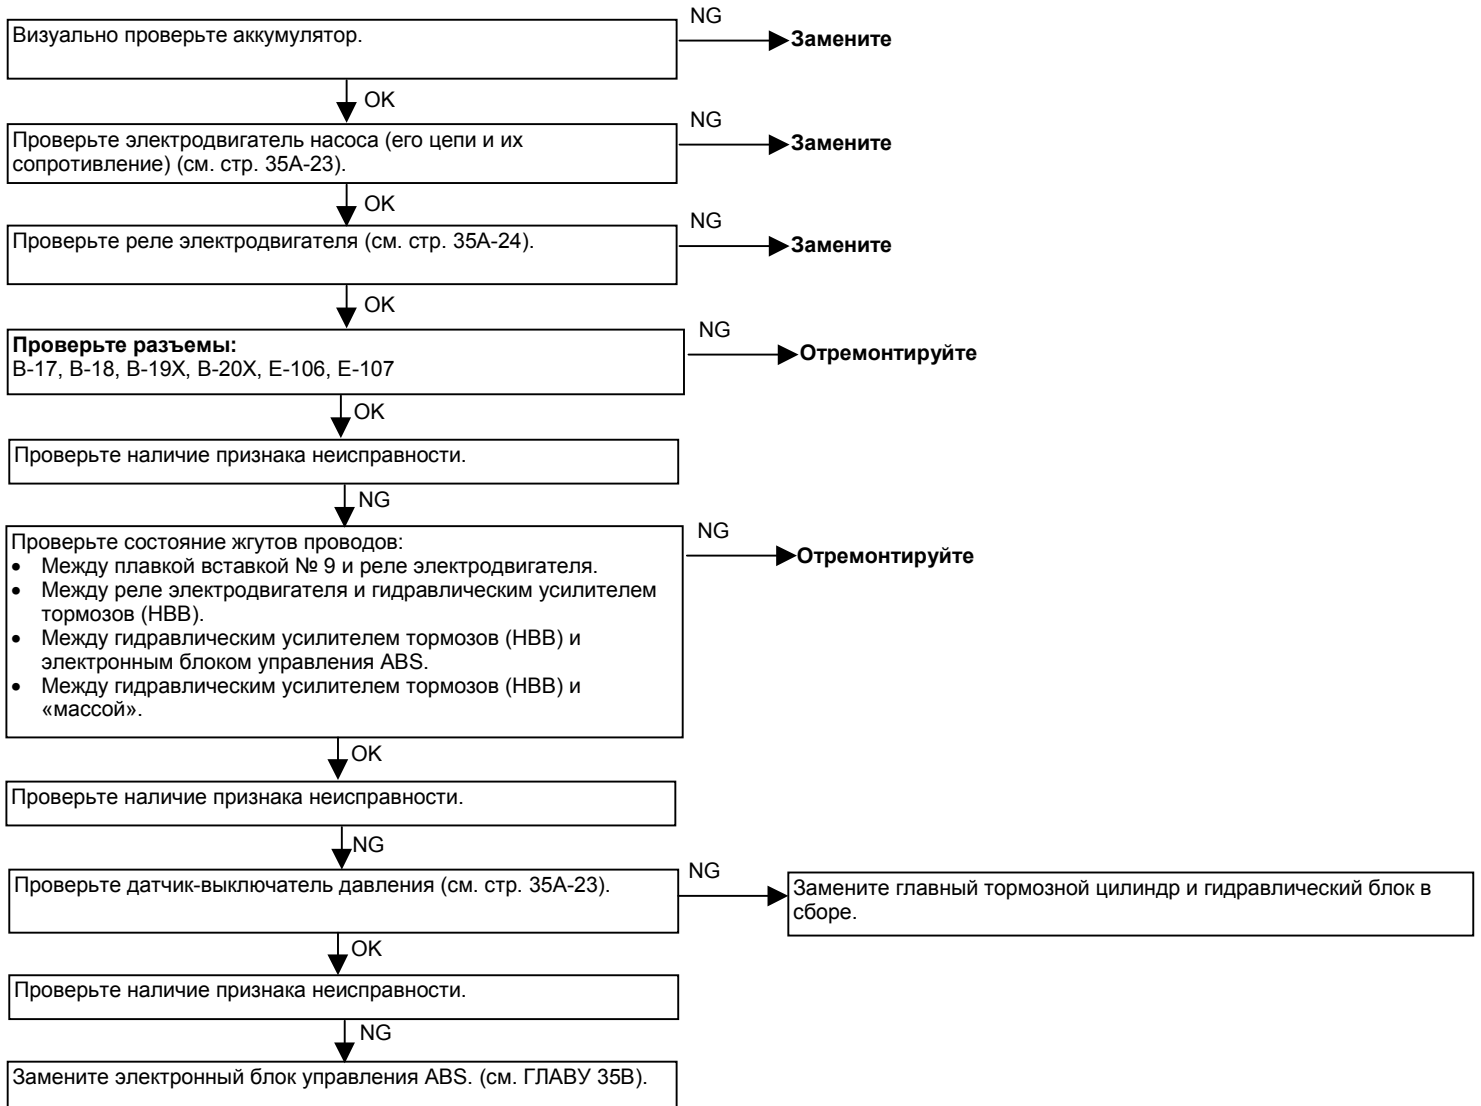 NG
Визуально проверьте аккумулятор.
Замените
OK
NG
Проверьте электродвигатель насоса (его цепи и их
сопротивление) (см. стр. 35A-23).
Замените
OK
NG
Проверьте реле электродвигателя (см. стр. 35A-24).
Замените
OK
NG
Проверьте разъемы:
B-17, B-18, B-19X, B-20X, E-106, E-107
Отремонтируйте
OK
Проверьте наличие признака неисправности.
NG
NG
Проверьте состояние жгутов проводов:
• Между плавкой вставкой № 9 и реле электродвигателя.
• Между реле электродвигателя и гидравлическим усилителем
тормозов (HBB).
• Между гидравлическим усилителем тормозов (HBB) и
электронным блоком управления ABS.
• Между гидравлическим усилителем тормозов (HBB) и
«массой».
Отремонтируйте
OK
Проверьте наличие признака неисправности.
NG
NG
Проверьте датчик-выключатель давления (см. стр. 35A-23).
Замените главный тормозной цилиндр и гидравлический блок в
сборе.
OK
Проверьте наличие признака неисправности.
NG
Замените электронный блок управления ABS. (см. ГЛАВУ 35B).